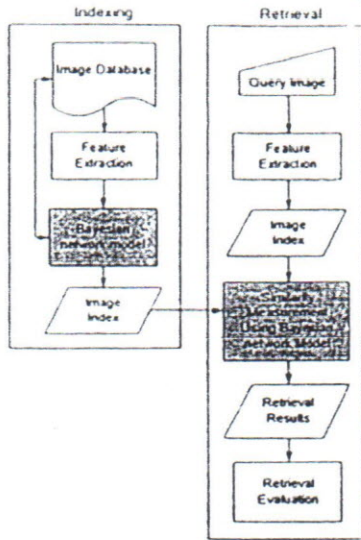 Indexing
Image Database
Feature
Extraction
Bayesian
network model
Image
Index
Retrieval
Query Image
Feature
Extraction
Image
Index
Similarity
Measurement
Using Bayesian
network Model
Retrieval
Results
Retrieval
Evaluation